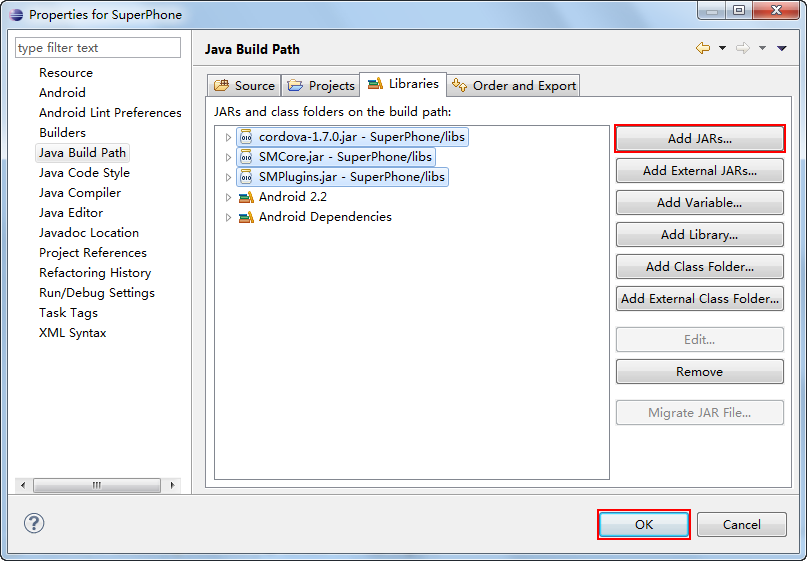 Properties for SuperPhone
type filter text
Resource
Android
Android Lint Preferences
Builders
Java Build Path
Java Code Style
Java Compiler
Java Editor
Javadoc Location
Project References
Refactoring History
Run/Debug Settings
Task Tags
XML Syntax
Java Build Path
Source Projects Libraries Order and Export
JARs and class folders on the build path:
cordova-1.7.0.jar - SuperPhone/libs
SMCore.jar - SuperPhone/libs
SMPlugins.jar - SuperPhone/libs
Android 2.2
Android Dependencies
Add JARs...
Add External JARs...
Add Variable...
Add Library...
Add Class Folder...
Add External Class Folder...
Edit...
Remove
Migrate JAR File...
OK Cancel